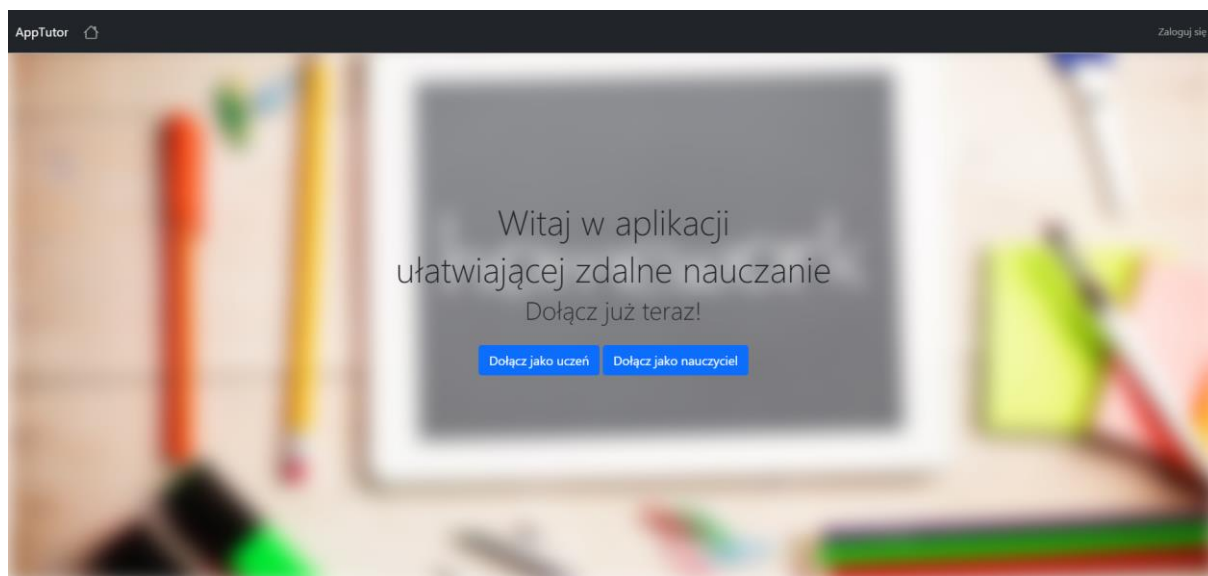 AppTutor
Zaloguj się
Witaj w aplikacji
ułatwiającej zdalne nauczanie
Dołącz już teraz!
Dołącz jako uczeń
Dołącz jako nauczyciel